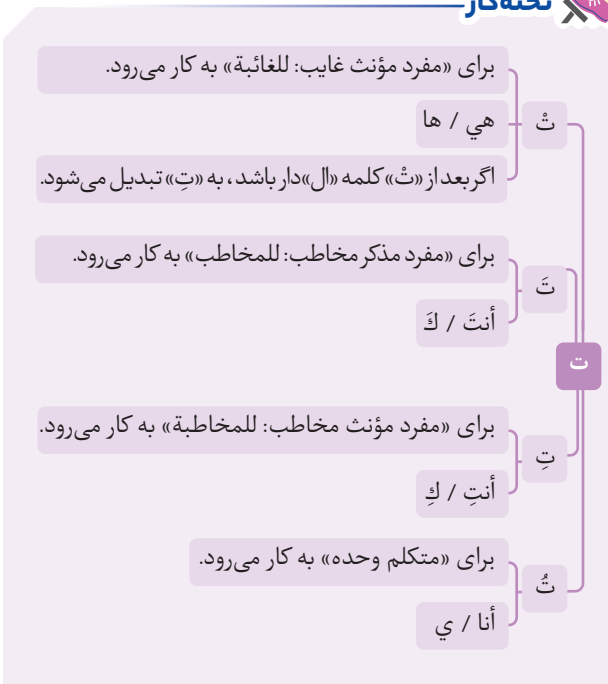 تخته‌کار
ت
تْ
برای «مفرد مؤنث غایب: للغائبة» به کار می‌رود.
هي / ها
اگر بعد از «تْ» کلمه «ال»دار باشد، به «تِ» تبدیل می‌شود.
تَ
برای «مفرد مذکر مخاطب: للمخاطب» به کار می‌رود.
أنتَ / كَ
تِ
برای «مفرد مؤنث مخاطب: للمخاطبة» به کار می‌رود.
أنتِ / كِ
تُ
برای «متکلم وحده» به کار می‌رود.
أنا / ي